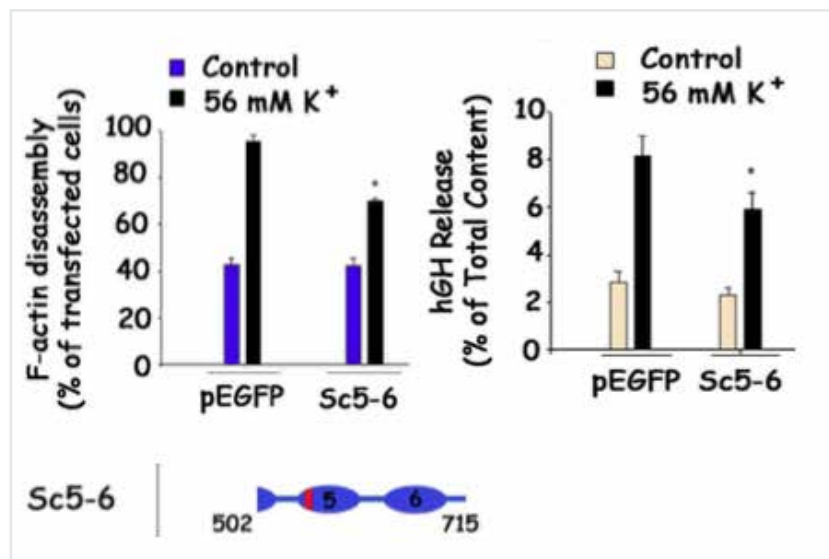 Control
56 mM K+
F-actin disassembly
(% of transfected cells)
100
80
60
40
20
0
pEGFP
Sc5-6
*
Control
56 mM K+
hGH Release
(% of Total Content)
10
8
6
4
2
0
pEGFP
Sc5-6
*
Sc5-6
5
6
502
715